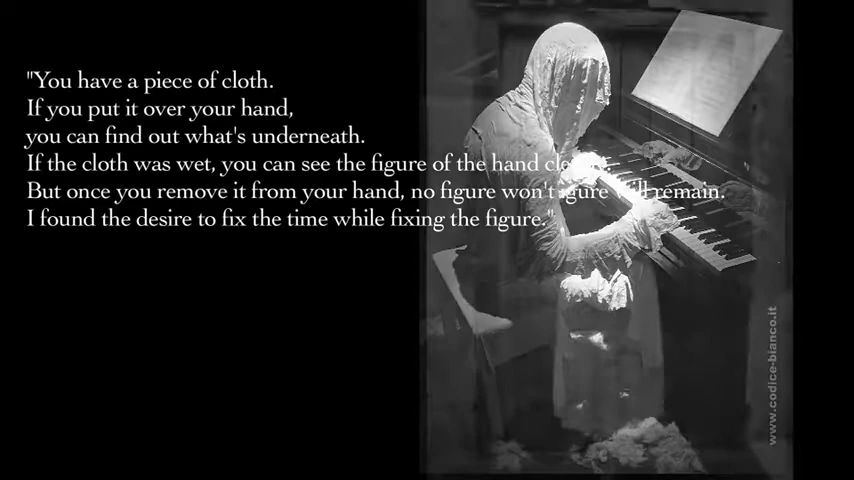 "You have a piece of cloth.
If you put it over your hand,
you can find out what's underneath.
If the cloth was wet, you can see the figure of the hand
But once you remove it from your hand, no figure won't remain.
I found the desire to fix the time while fixing the figure."
www.codice-bianco.it